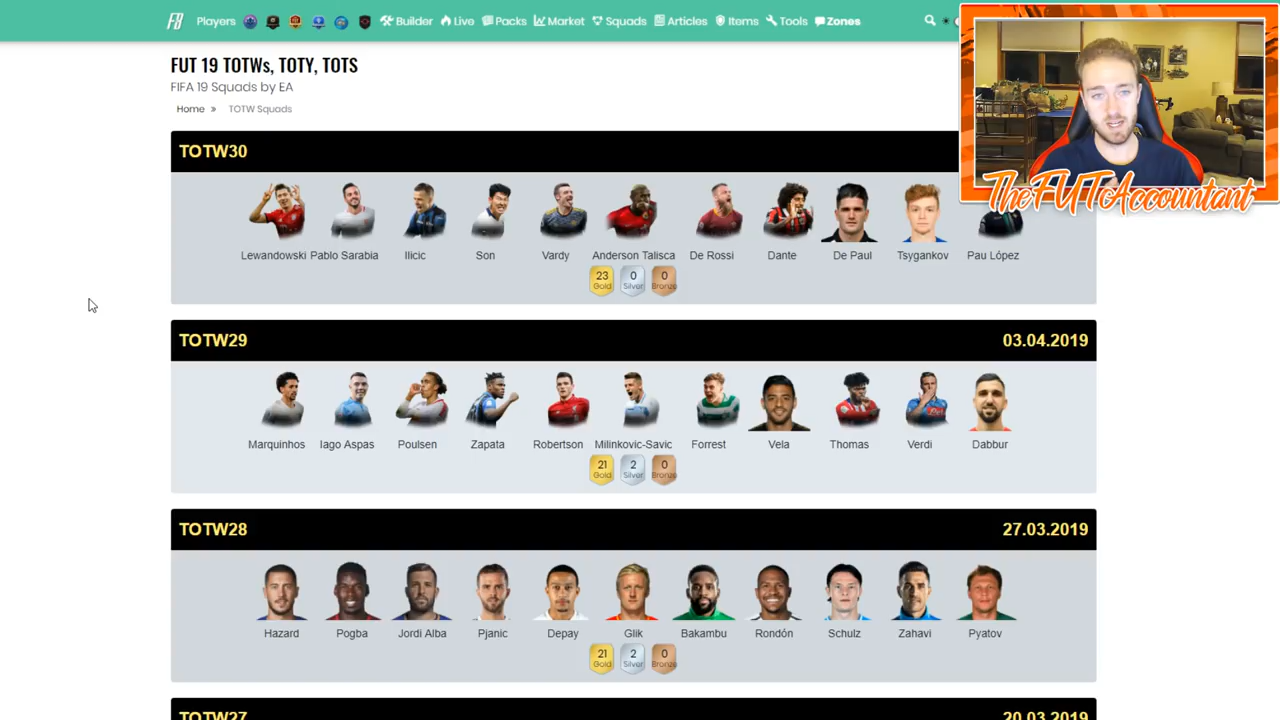 FB Players Builder Live Packs Market Squads Articles Items Tools Zones
FUT 19 TOTWs, TOTY, TOTS
FIFA 19 Squads by EA
Home » TOTW Squads
TheFUTAccountant
TOTW30
Lewandowski Pablo Sarabia Ilicic Son Vardy Anderson Talisca De Rossi Dante De Paul Tsygankov Pau López
23 0 0
Gold Silver Bronze
TOTW29 03.04.2019
Marquinhos Iago Aspas Poulsen Zapata Robertson Milinkovic-Savic Forrest Vela Thomas Verdi Dabbur
21 2 0
Gold Silver Bronze
TOTW28 27.03.2019
Hazard Pogba Jordi Alba Pjanic Depay Glik Bakambu Rondón Schulz Zahavi Pyatov
21 2 0
Gold Silver Bronze
TOTW27 20.03.2019